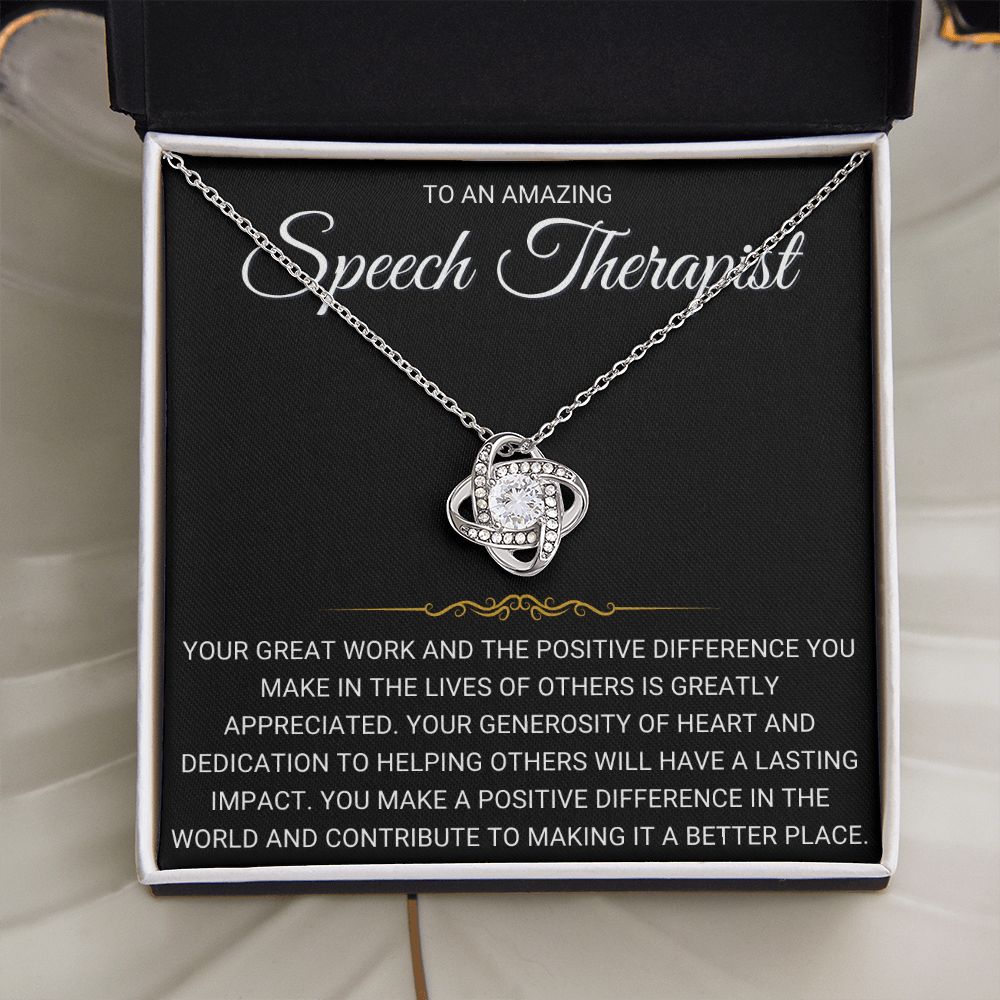 TO AN AMAZING
Speech Therapist
YOUR GREAT WORK AND THE POSITIVE DIFFERENCE YOU
MAKE IN THE LIVES OF OTHERS IS GREATLY
APPRECIATED. YOUR GENEROSITY OF HEART AND
DEDICATION TO HELPING OTHERS WILL HAVE A LASTING
IMPACT. YOU MAKE A POSITIVE DIFFERENCE IN THE
WORLD AND CONTRIBUTE TO MAKING IT A BETTER PLACE.